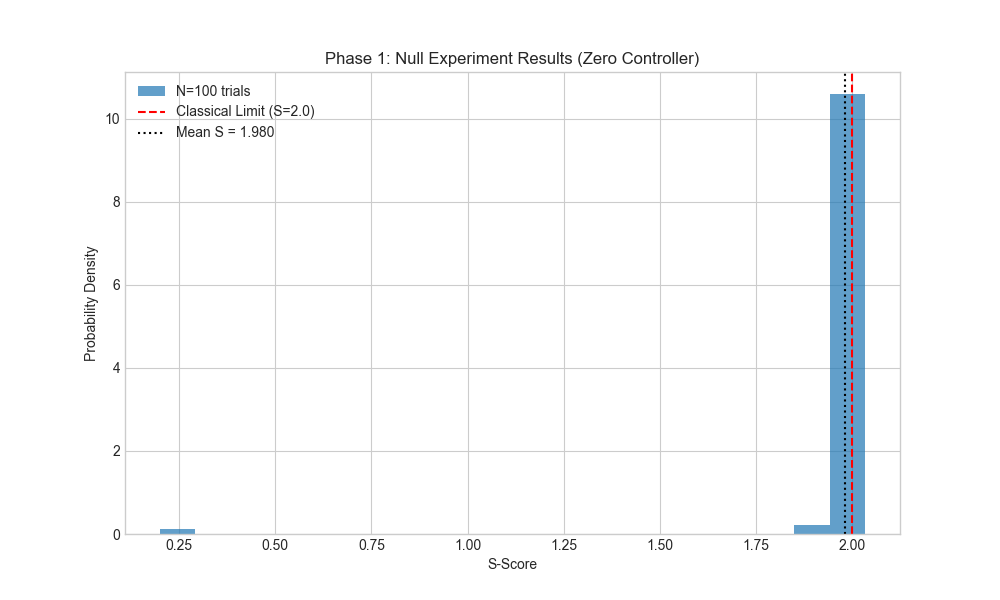 Phase 1: Null Experiment Results (Zero Controller)
N=100 trials
Classical Limit (S=2.0)
Mean S = 1.980
Probability Density
10
8
6
4
2
0
0.25 0.50 0.75 1.00 1.25 1.50 1.75 2.00
S-Score